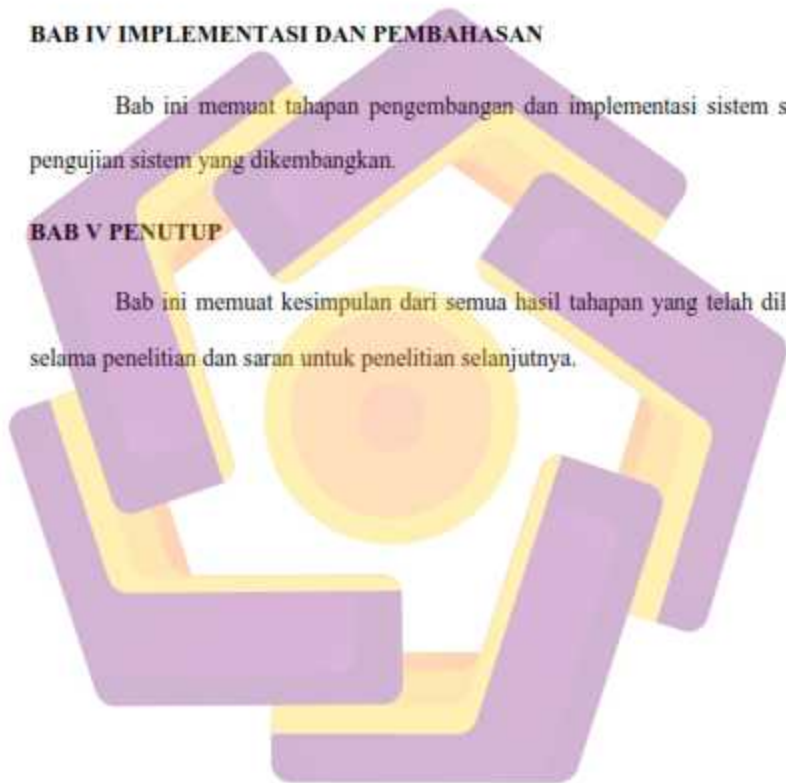 BAB IV IMPLEMENTASI DAN PEMBAHASAN
Bab ini memuat tahapan pengembangan dan implementasi sistem s
pengujian sistem yang dikembangkan.
BAB V PENUTUP
Bab ini memuat kesimpulan dari semua hasil tahapan yang telah dil
selama penelitian dan saran untuk penelitian selanjutnya.